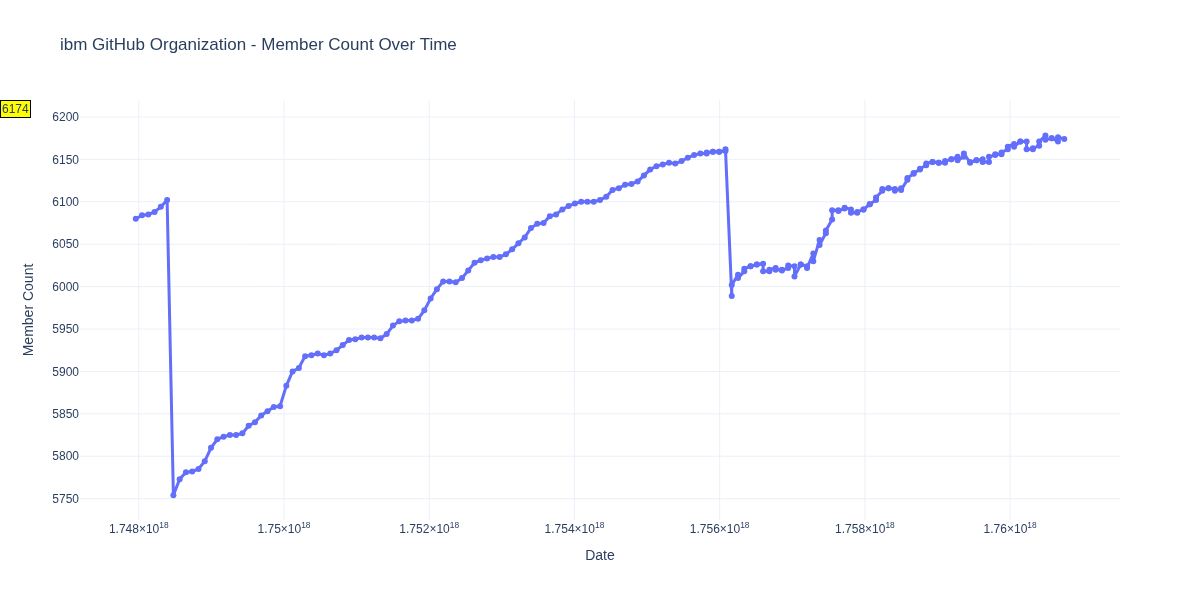 ibm GitHub Organization - Member Count Over Time
6174
6200
6150
6100
6050
6000
5950
5900
5850
5800
5750
Member Count
1.748×10¹⁸ 1.75×10¹⁸ 1.752×10¹⁸ 1.754×10¹⁸ 1.756×10¹⁸ 1.758×10¹⁸ 1.76×10¹⁸
Date